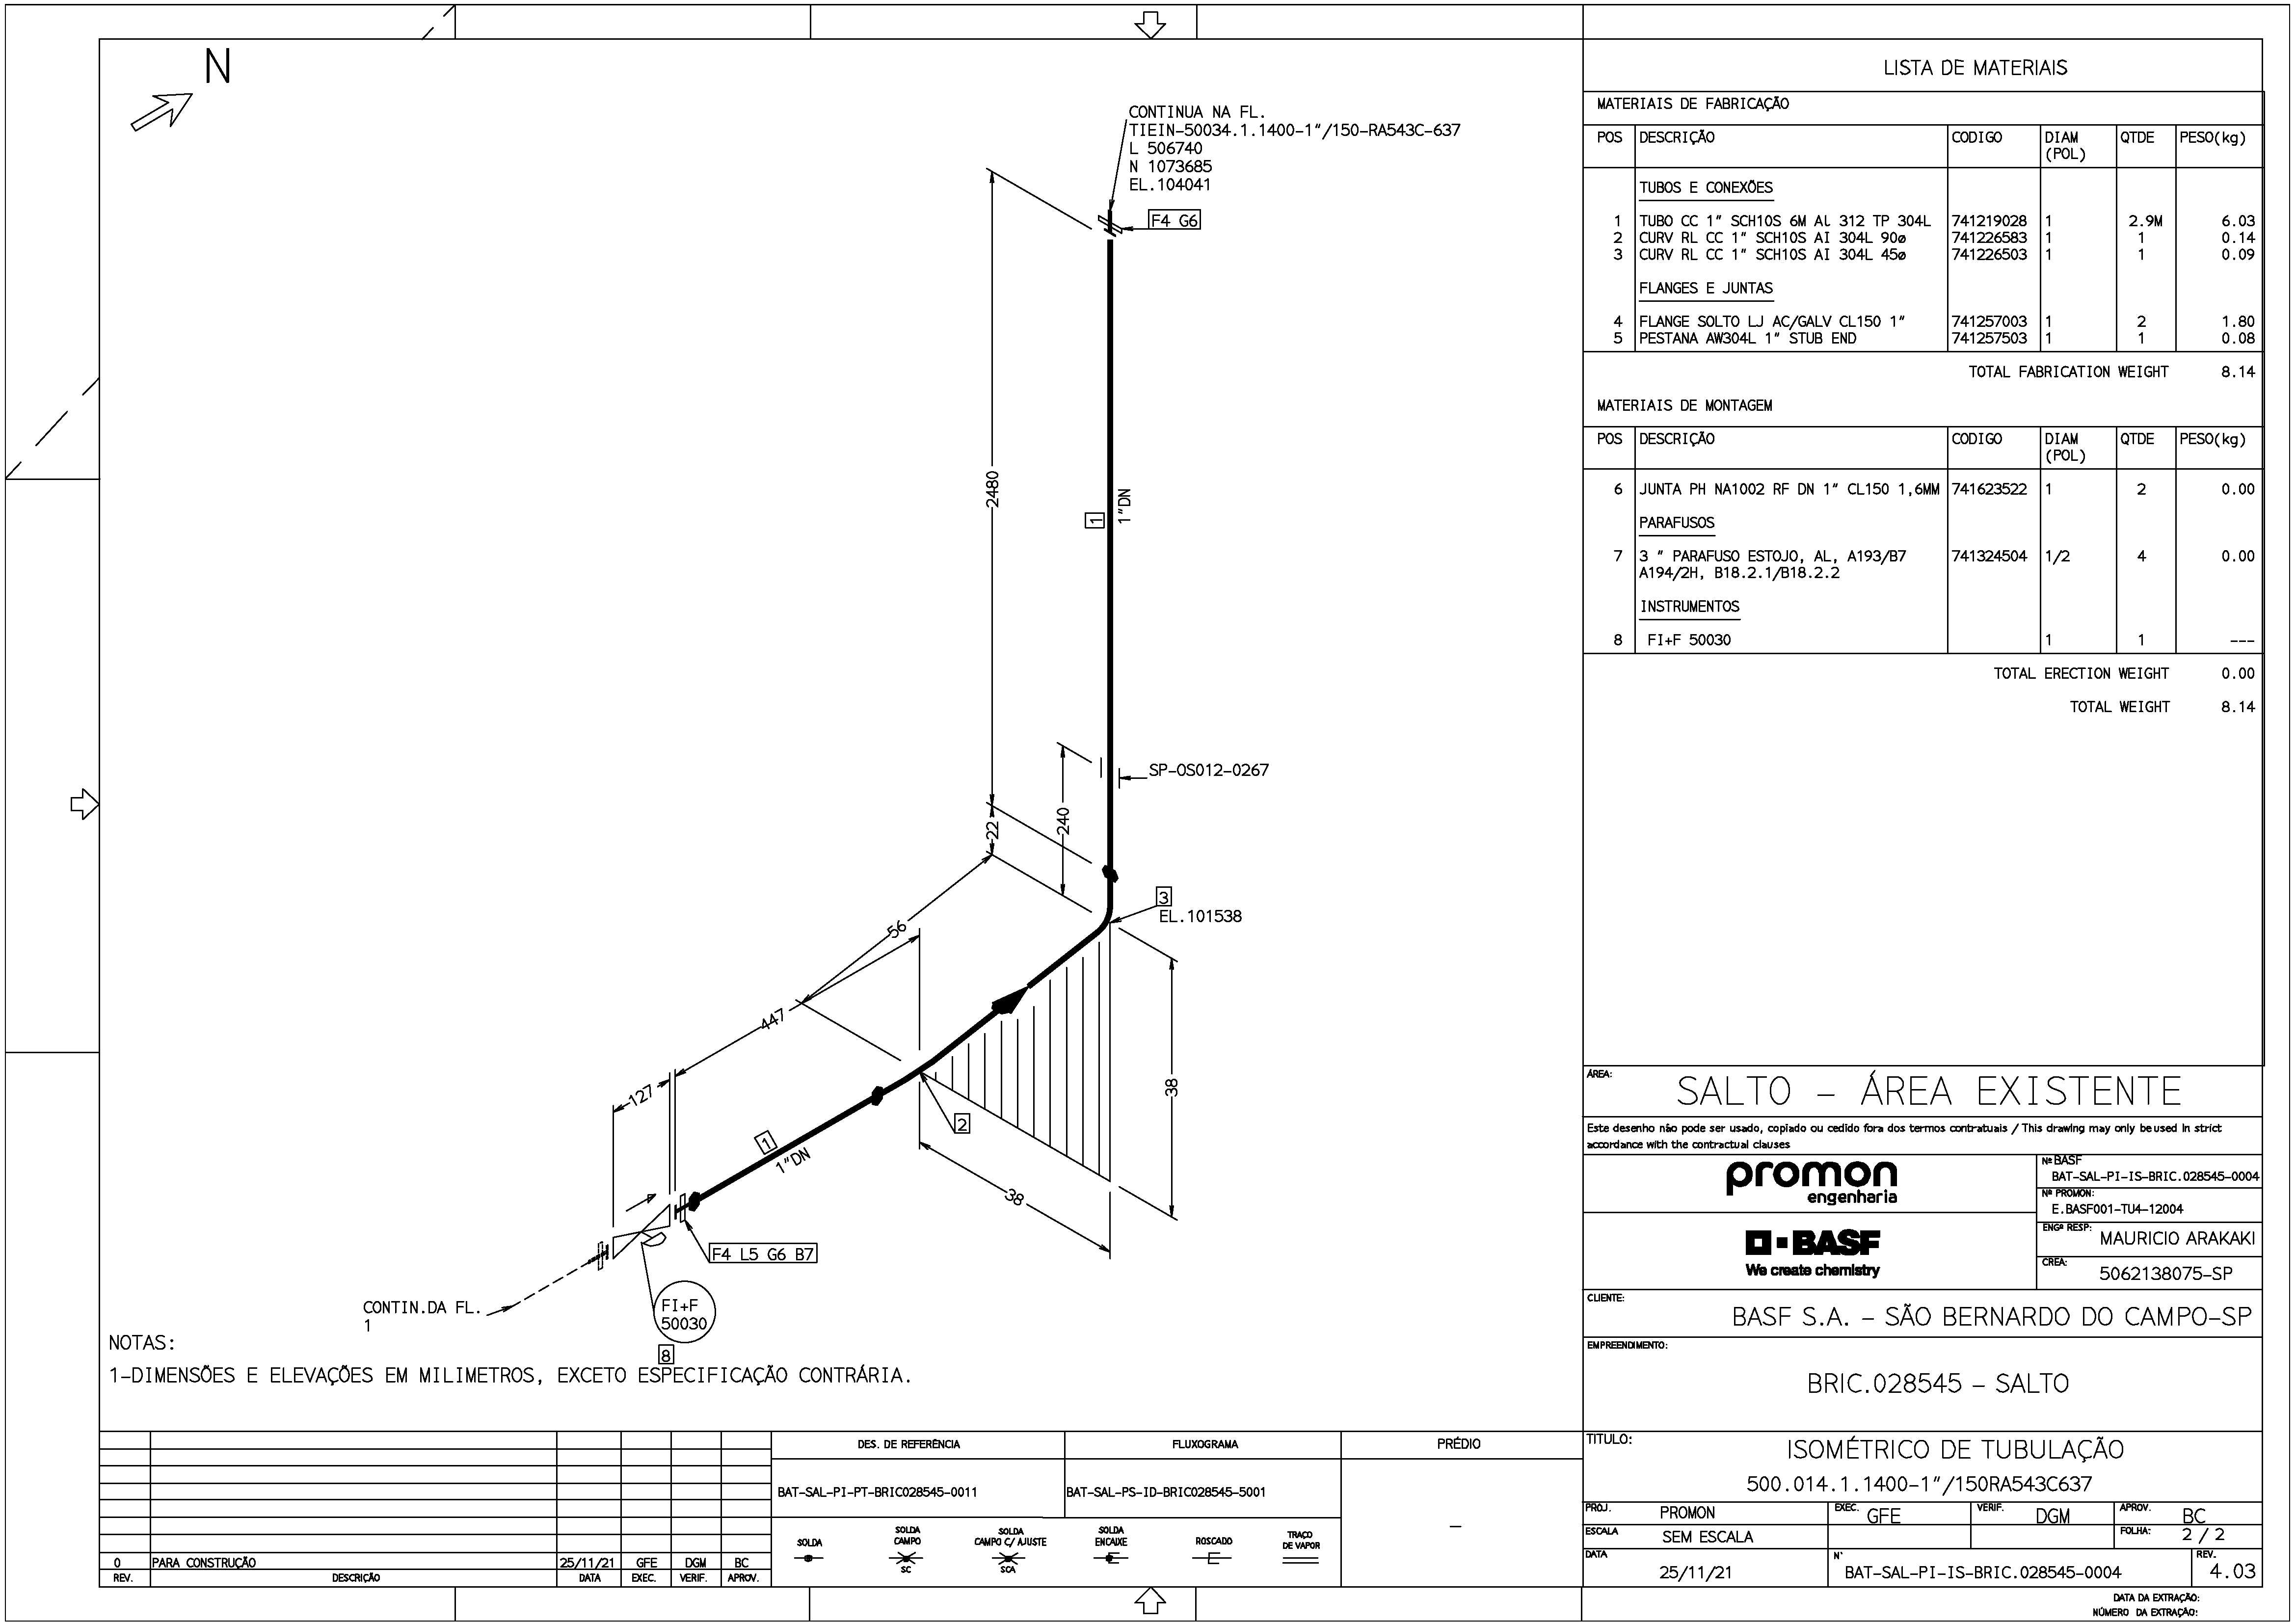 N
CONTINUA NA FL.
TIEIN-50034.1.1400-1"/150-RA543C-637
L 506740
N 1073685
EL.104041
F4 G6
2480
1
1"DN
SP-OS012-0267
240
22
3
EL.101538
56
447
38
127
2
1
1"DN
38
F4 L5 G6 B7
CONTIN.DA FL.
1
FI+F
50030
8
NOTAS:
1-DIMENSÕES E ELEVAÇÕES EM MILIMETROS, EXCETO ESPECIFICAÇÃO CONTRÁRIA.
LISTA DE MATERIAIS
MATERIAIS DE FABRICAÇÃO
POS DESCRIÇÃO CODIGO DIAM (POL) QTDE PESO(kg)
TUBOS E CONEXÕES
1 TUBO CC 1" SCH10S 6M AL 312 TP 304L 741219028 1 2.9M 6.03
2 CURV RL CC 1" SCH10S AI 304L 90ø 741226583 1 1 0.14
3 CURV RL CC 1" SCH10S AI 304L 45ø 741226503 1 1 0.09
FLANGES E JUNTAS
4 FLANGE SOLTO LJ AC/GALV CL150 1" 741257003 1 2 1.80
5 PESTANA AW304L 1" STUB END 741257503 1 1 0.08
TOTAL FABRICATION WEIGHT 8.14
MATERIAIS DE MONTAGEM
POS DESCRIÇÃO CODIGO DIAM (POL) QTDE PESO(kg)
6 JUNTA PH NA1002 RF DN 1" CL150 1,6MM 741623522 1 2 0.00
PARAFUSOS
7 3 " PARAFUSO ESTOJO, AL, A193/B7 741324504 1/2 4 0.00
A194/2H, B18.2.1/B18.2.2
INSTRUMENTOS
8 FI+F 50030 1 1 ---
TOTAL ERECTION WEIGHT 0.00
TOTAL WEIGHT 8.14
ÁREA:
SALTO - ÁREA EXISTENTE
Este desenho não pode ser usado, copiado ou cedido fora dos termos contratuais / This drawing may only be used in strict
accordance with the contractual clauses
promon
engenharia
Nº BASF
BAT-SAL-PI-IS-BRIC.028545-0004
Nº PROMON:
E.BASF001-TU4-12004
BASF
We create chemistry
ENGº RESP:
MAURICIO ARAKAKI
CREA:
5062138075-SP
CLIENTE:
BASF S.A. - SÃO BERNARDO DO CAMPO-SP
EMPREENDIMENTO:
BRIC.028545 - SALTO
TITULO:
ISOMÉTRICO DE TUBULAÇÃO
500.014.1.1400-1"/150RA543C637
PROJ. PROMON EXEC. GFE VERIF. DGM APROV. BC
ESCALA SEM ESCALA FOLHA: 2 / 2
DATA 25/11/21 N° BAT-SAL-PI-IS-BRIC.028545-0004 REV. 4.03
DATA DA EXTRAÇÃO:
NÚMERO DA EXTRAÇÃO:
0 PARA CONSTRUÇÃO 25/11/21 GFE DGM BC
REV. DESCRIÇÃO DATA EXEC. VERIF. APROV.
DES. DE REFERÊNCIA FLUXOGRAMA PRÉDIO
BAT-SAL-PI-PT-BRIC028545-0011 BAT-SAL-PS-ID-BRIC028545-5001
-
SOLDA
SOLDA CAMPO
SC
SOLDA CAMPO C/ AJUSTE
SCA
SOLDA ENCAIXE
ROSCADO
TRAÇO DE VAPOR